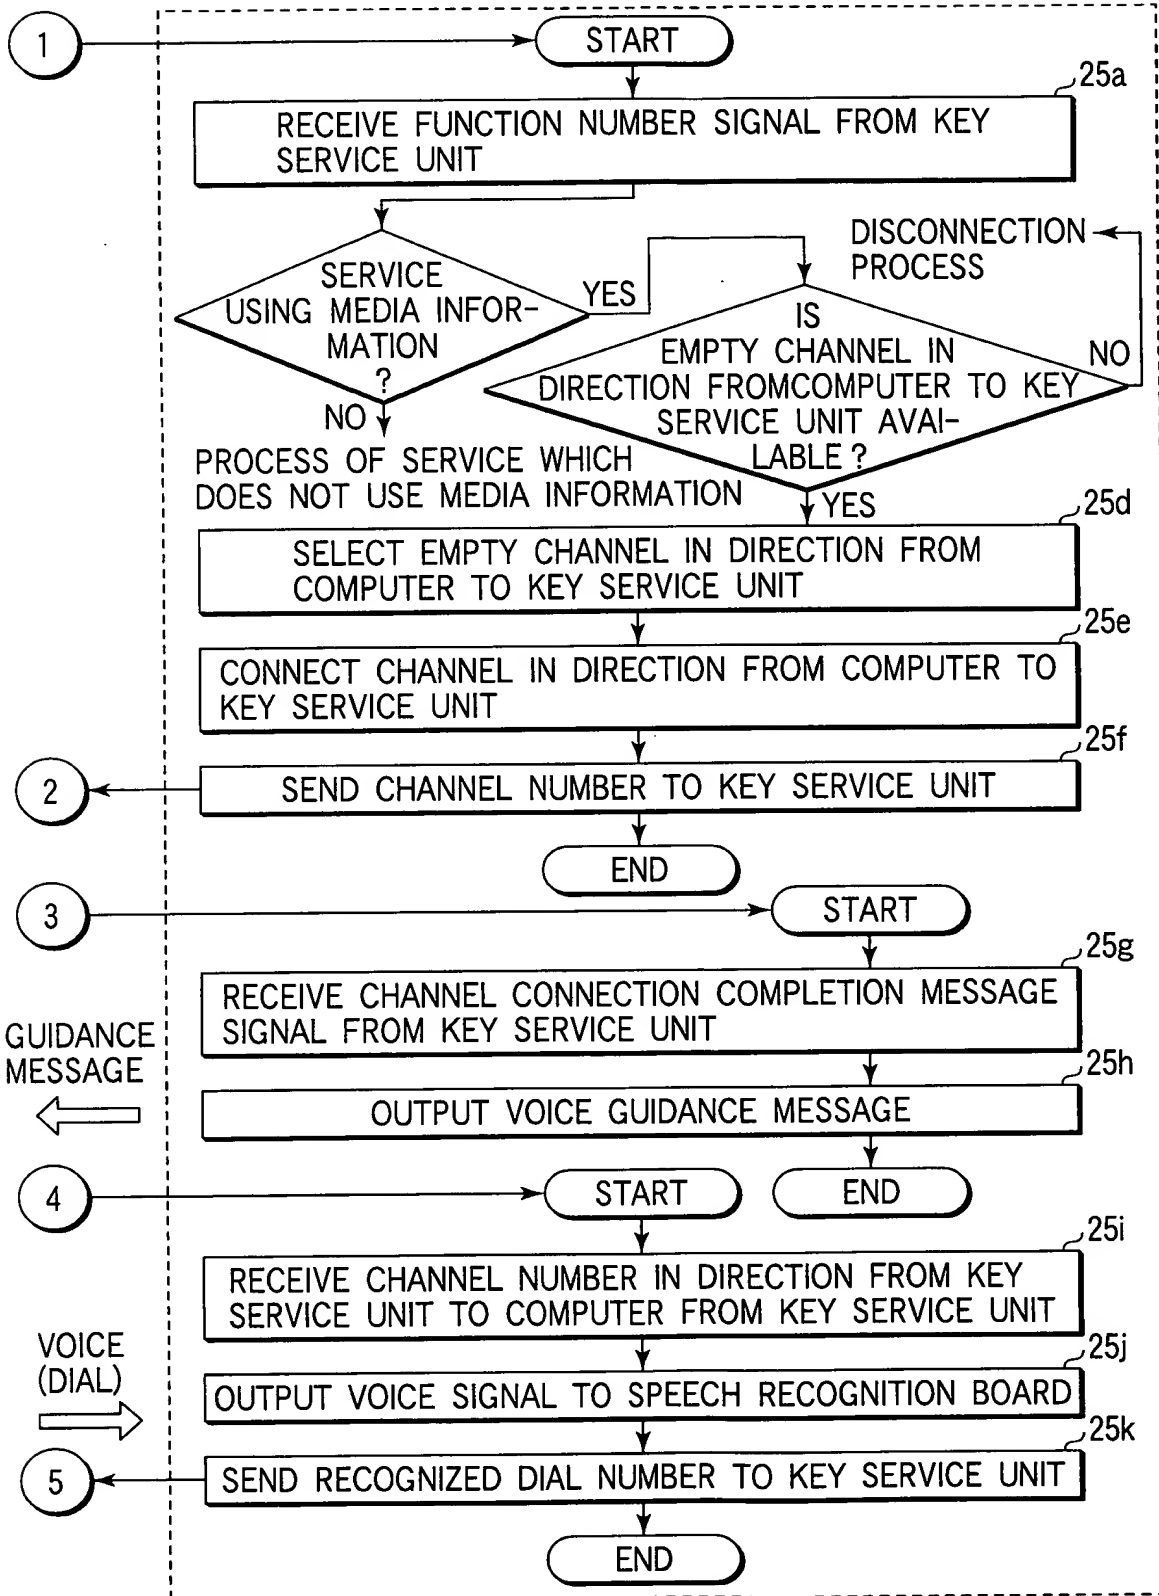 1
START
25a
RECEIVE FUNCTION NUMBER SIGNAL FROM KEY
SERVICE UNIT
SERVICE
USING MEDIA INFOR-
MATION
?
YES
NO
PROCESS OF SERVICE WHICH
DOES NOT USE MEDIA INFORMATION
DISCONNECTION
PROCESS
IS
EMPTY CHANNEL IN
DIRECTION FROMCOMPUTER TO KEY
SERVICE UNIT AVAI-
LABLE ?
NO
YES
25d
SELECT EMPTY CHANNEL IN DIRECTION FROM
COMPUTER TO KEY SERVICE UNIT
25e
CONNECT CHANNEL IN DIRECTION FROM COMPUTER TO
KEY SERVICE UNIT
25f
2
SEND CHANNEL NUMBER TO KEY SERVICE UNIT
END
3
START
25g
RECEIVE CHANNEL CONNECTION COMPLETION MESSAGE
SIGNAL FROM KEY SERVICE UNIT
GUIDANCE
MESSAGE
25h
OUTPUT VOICE GUIDANCE MESSAGE
END
4
START
25i
RECEIVE CHANNEL NUMBER IN DIRECTION FROM KEY
SERVICE UNIT TO COMPUTER FROM KEY SERVICE UNIT
VOICE
(DIAL)
25j
OUTPUT VOICE SIGNAL TO SPEECH RECOGNITION BOARD
25k
5
SEND RECOGNIZED DIAL NUMBER TO KEY SERVICE UNIT
END